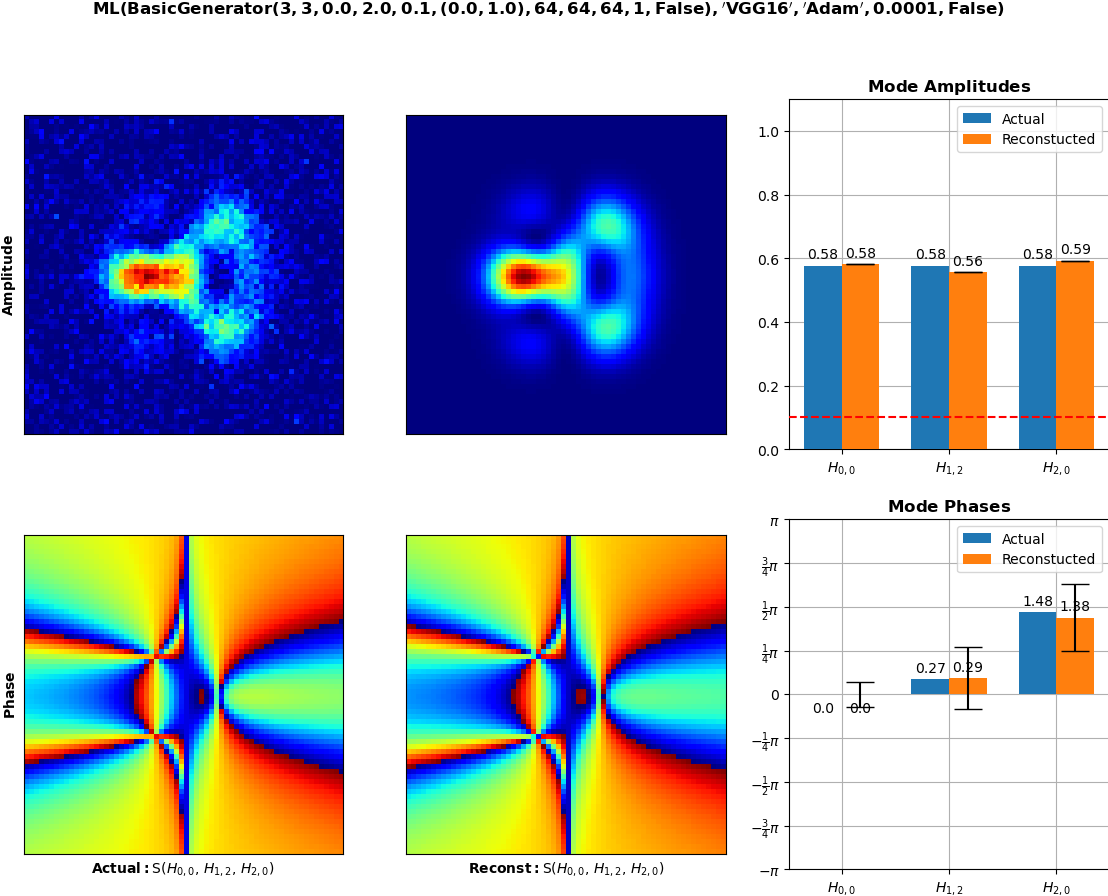 ML(BasicGenerator(3, 3, 0.0, 2.0, 0.1, (0.0, 1.0), 64, 64, 64, 1, False), ′VGG16′, ′Adam′, 0.0001, False)
Amplitude
Mode Amplitudes
Actual
Reconstucted
1.0
0.8
0.6
0.4
0.2
0.0
0.58
0.58
0.58
0.56
0.58
0.59
H0,0
H1,2
H2,0
Phase
Actual: S(H0,0, H1,2, H2,0)
Reconst: S(H0,0, H1,2, H2,0)
Mode Phases
Actual
Reconstucted
π
3/4π
1/2π
1/4π
0
−1/4π
−1/2π
−3/4π
−π
0.0
0.0
0.27
0.29
1.48
1.38
H0,0
H1,2
H2,0